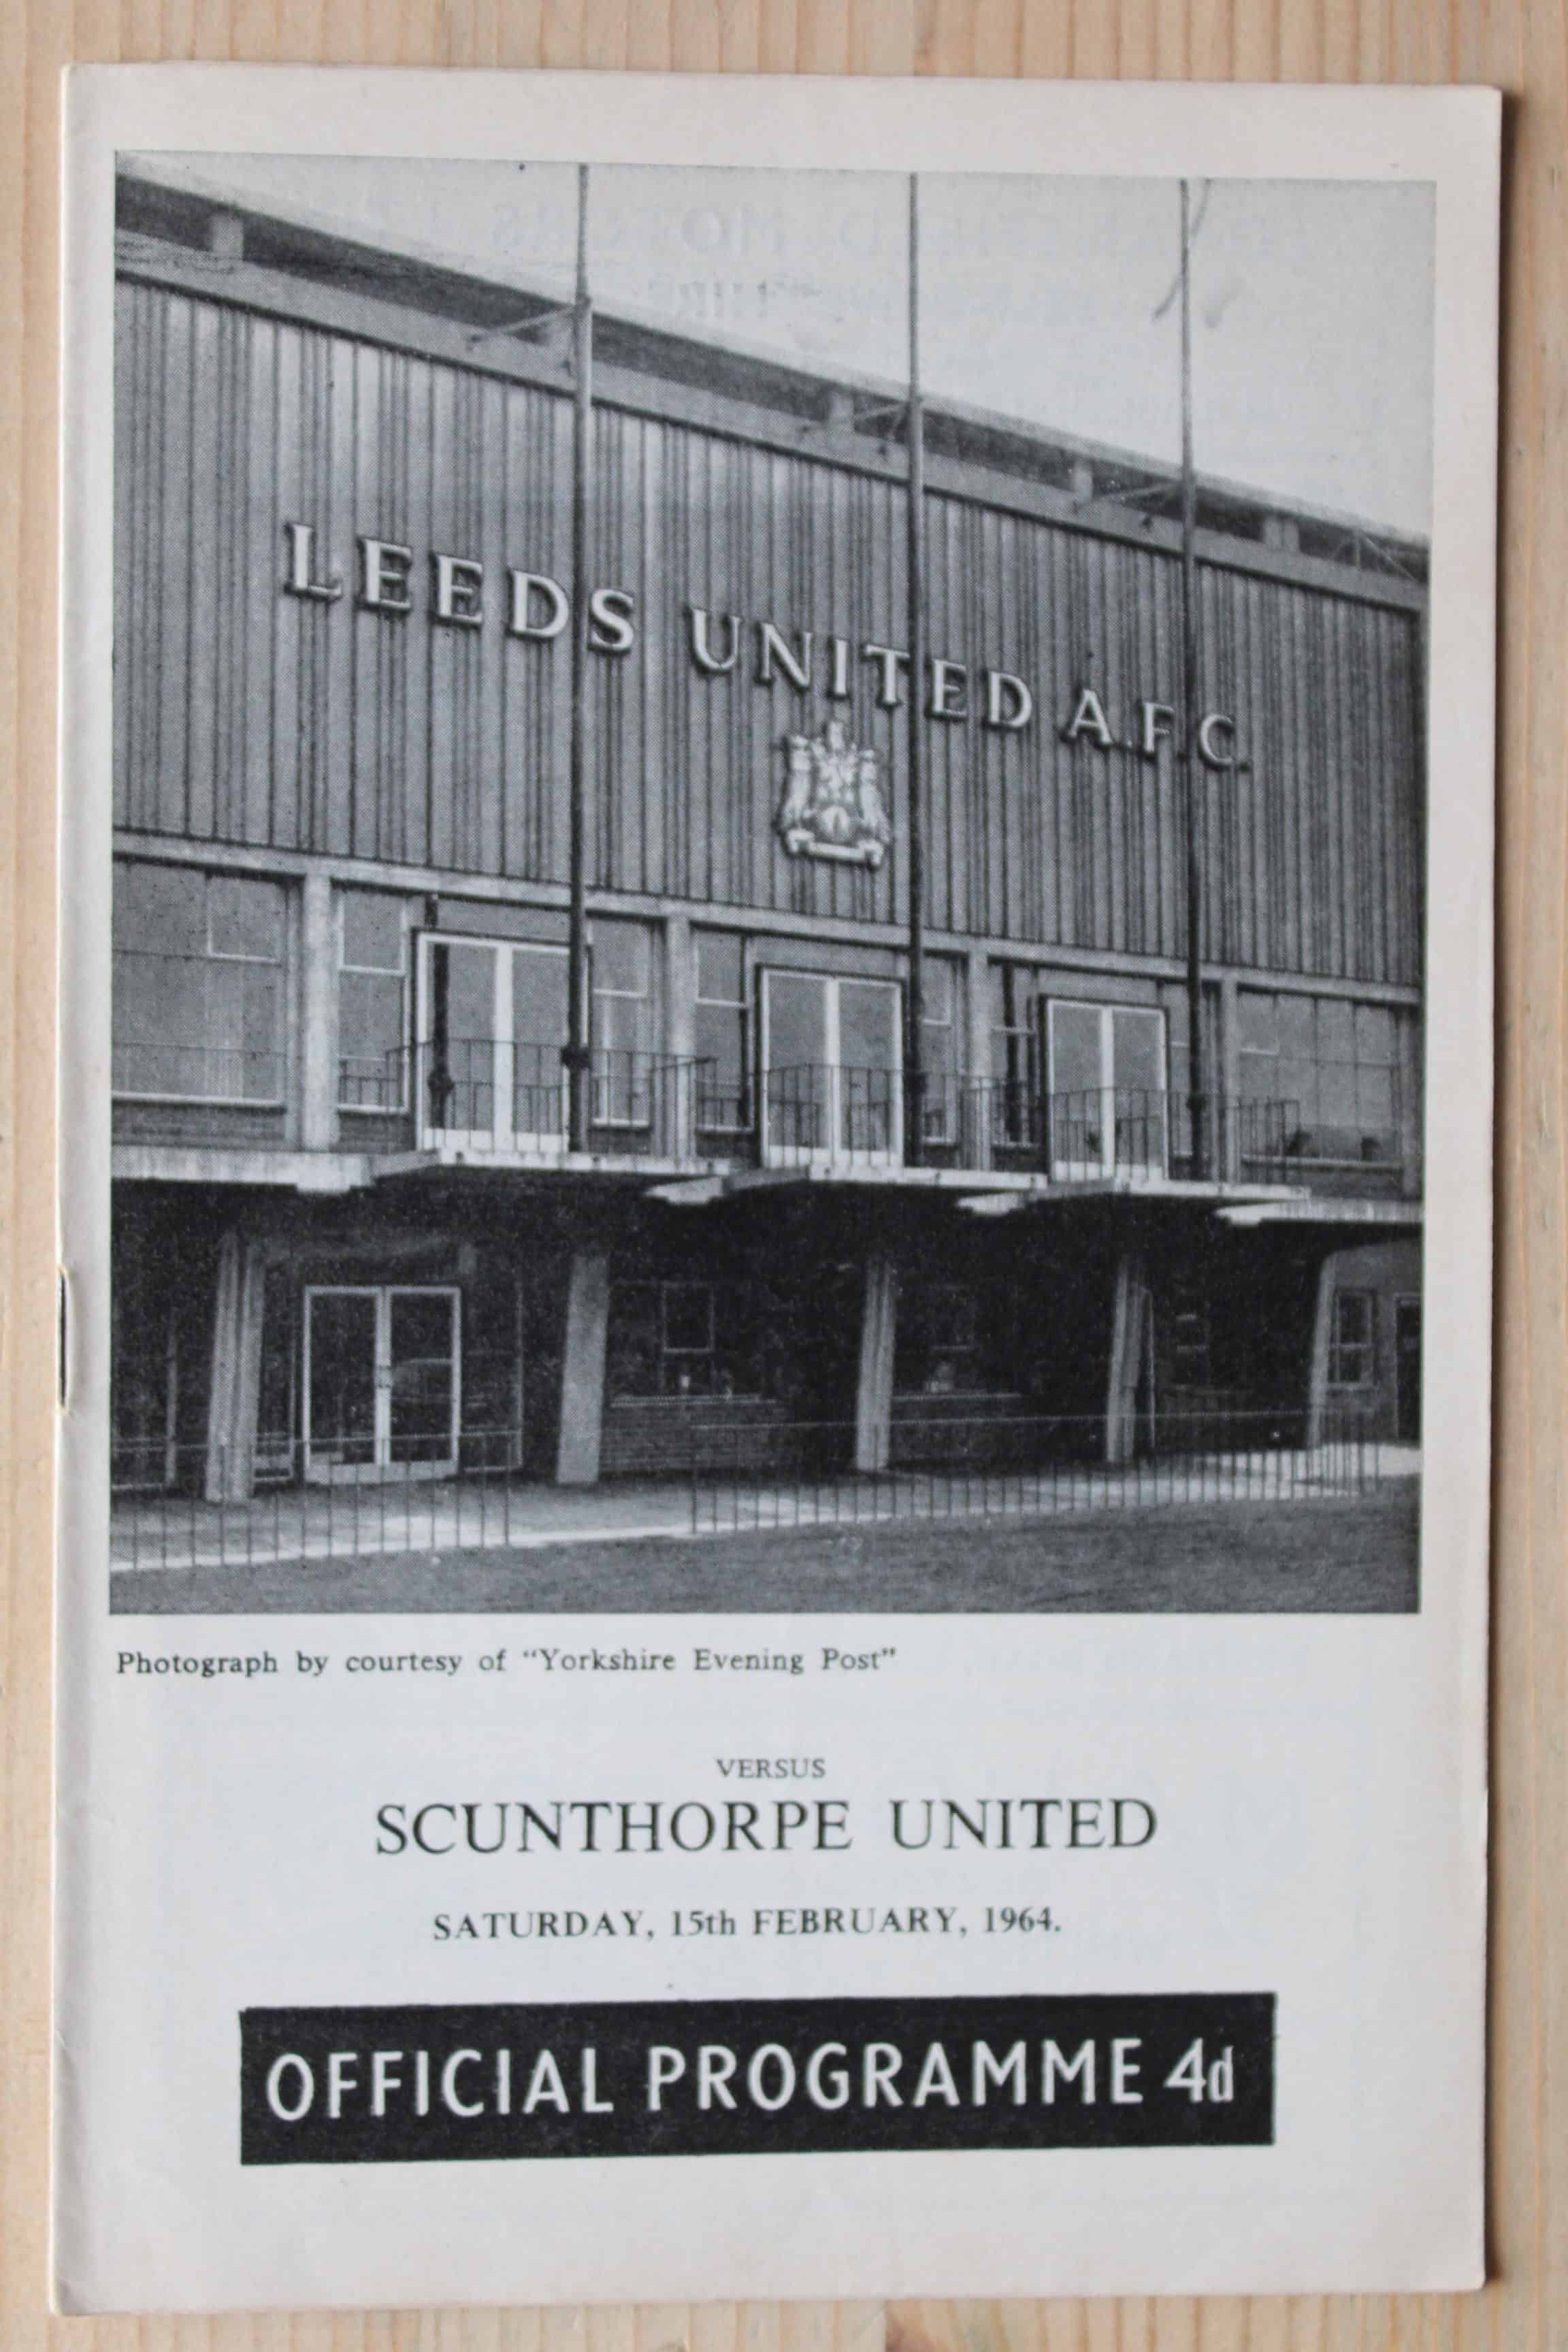 LEEDS UNITED A.F.C.
Photograph by courtesy of "Yorkshire Evening Post"
VERSUS
SCUNTHORPE UNITED
SATURDAY, 15th FEBRUARY, 1964.
OFFICIAL PROGRAMME 4d